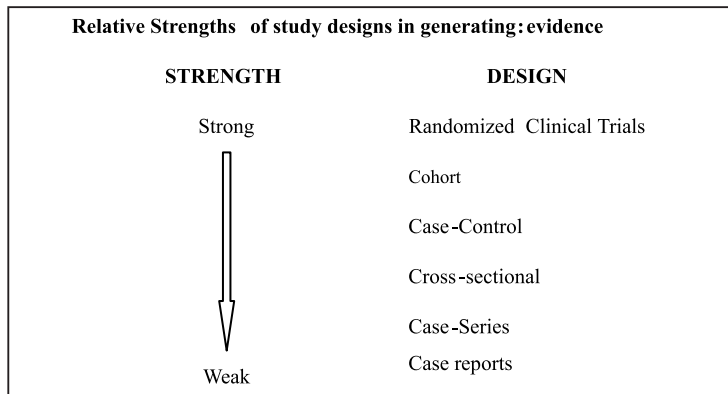 Relative Strengths of study designs in generating:evidence
STRENGTH DESIGN
Strong Randomized Clinical Trials
Cohort
Case-Control
Cross-sectional
Case-Series
Case reports
Weak